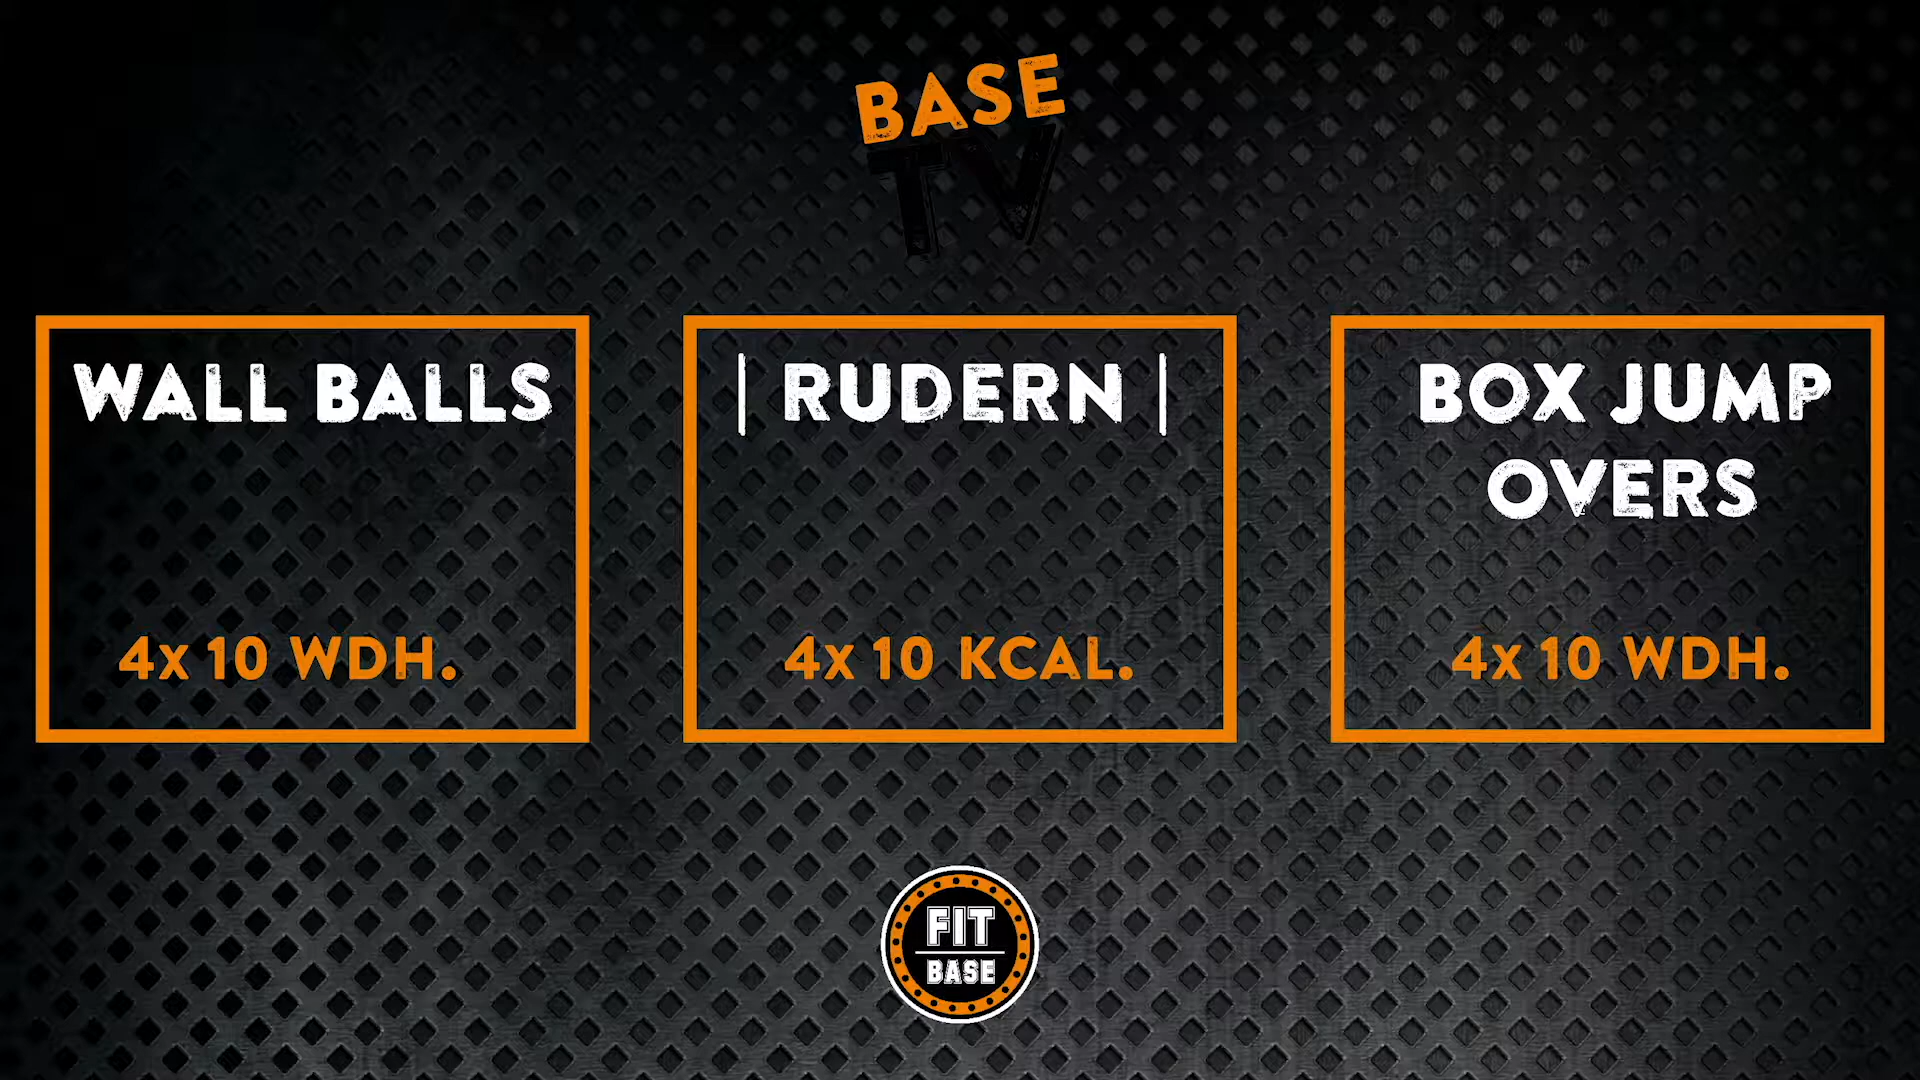 BASE
TV
WALL BALLS
4x 10 WDH.
| RUDERN |
4x 10 KCAL.
BOX JUMP
OVERS
4x 10 WDH.
FIT
BASE